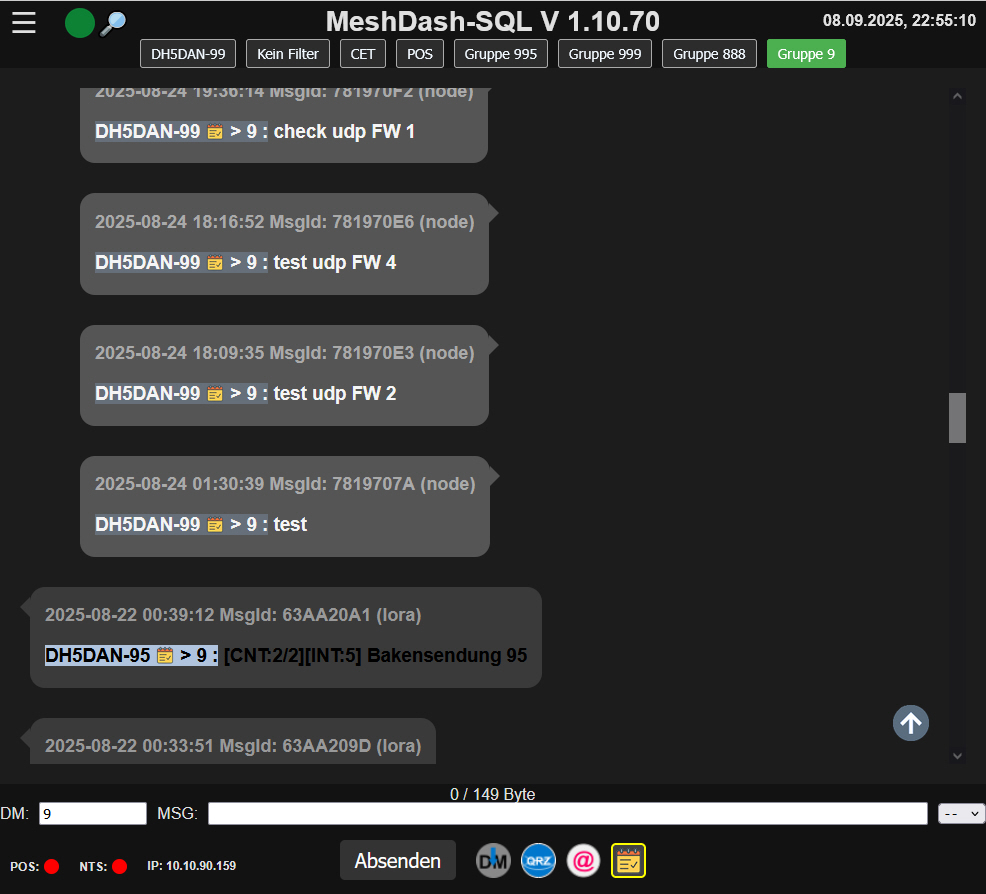 MeshDash-SQL V 1.10.70
08.09.2025, 22:55:10
DH5DAN-99 Kein Filter CET POS Gruppe 995 Gruppe 999 Gruppe 888 Gruppe 9
2025-08-24 19:36:14 MsgId: 781970F2 (node)
DH5DAN-99 > 9 : check udp FW 1
2025-08-24 18:16:52 MsgId: 781970E6 (node)
DH5DAN-99 > 9 : test udp FW 4
2025-08-24 18:09:35 MsgId: 781970E3 (node)
DH5DAN-99 > 9 : test udp FW 2
2025-08-24 01:30:39 MsgId: 7819707A (node)
DH5DAN-99 > 9 : test
2025-08-22 00:39:12 MsgId: 63AA20A1 (lora)
DH5DAN-95 > 9 : [CNT:2/2][INT:5] Bakensendung 95
2025-08-22 00:33:51 MsgId: 63AA209D (lora)
0 / 149 Byte
DM: 9 MSG: --
POS: NTS: IP: 10.10.90.159 Absenden DM QRZ @